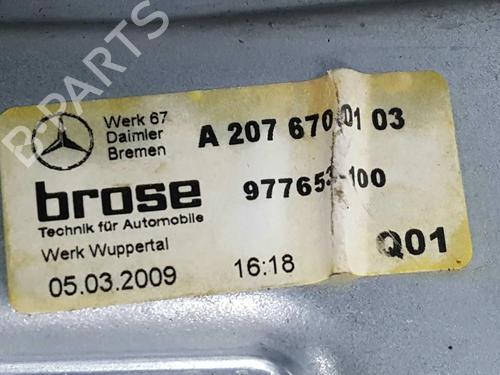 B-PARTS
Werk 67
Daimler
Bremen
A 207 670 01 03
brose
Technik für Automobile
Werk Wuppertal
977653-100
Q01
05.03.2009
16:18